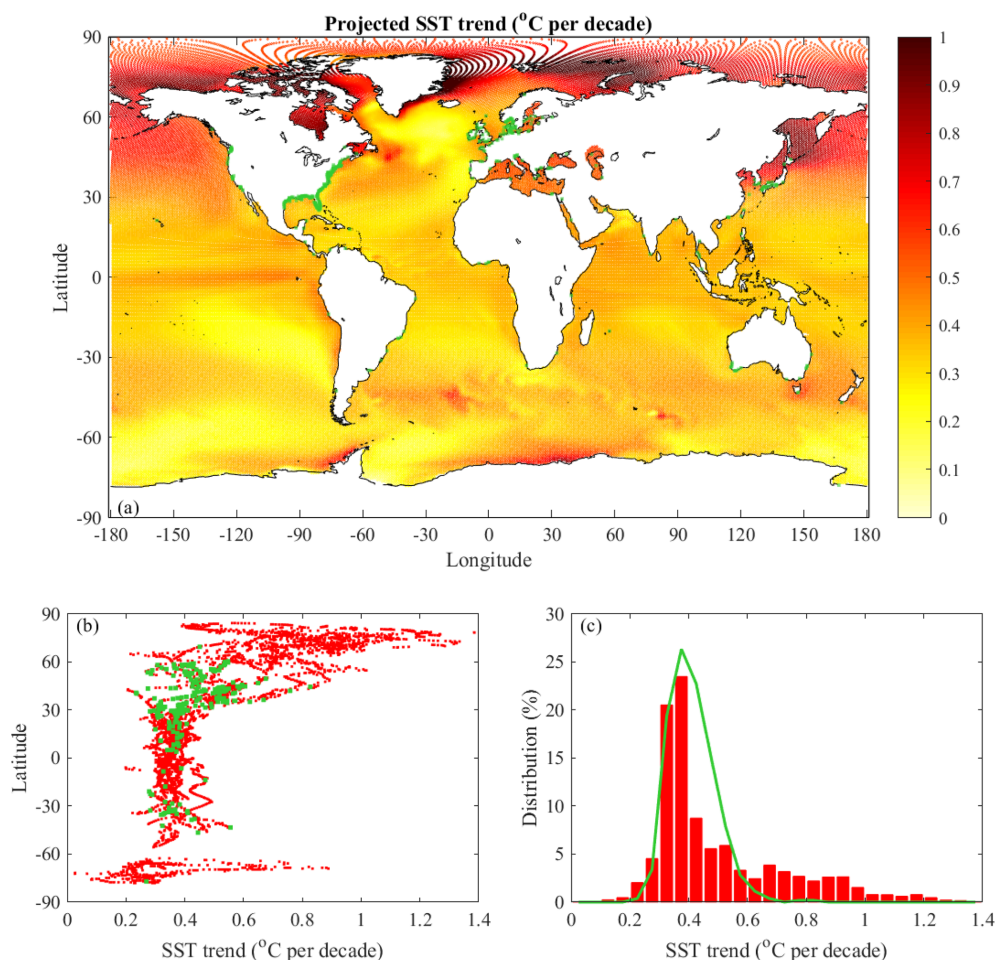 Projected SST trend (°C per decade)
90
60
30
0
-30
-60
-90
Latitude
(a)
-180 -150 -120 -90 -60 -30 0 30 60 90 120 150 180
Longitude
1
0.9
0.8
0.7
0.6
0.5
0.4
0.3
0.2
0.1
0
(b)
90
60
30
0
-30
-60
-90
Latitude
0 0.2 0.4 0.6 0.8 1 1.2 1.4
SST trend (°C per decade)
(c)
30
25
20
15
10
5
0
Distribution (%)
0 0.2 0.4 0.6 0.8 1 1.2 1.4
SST trend (°C per decade)